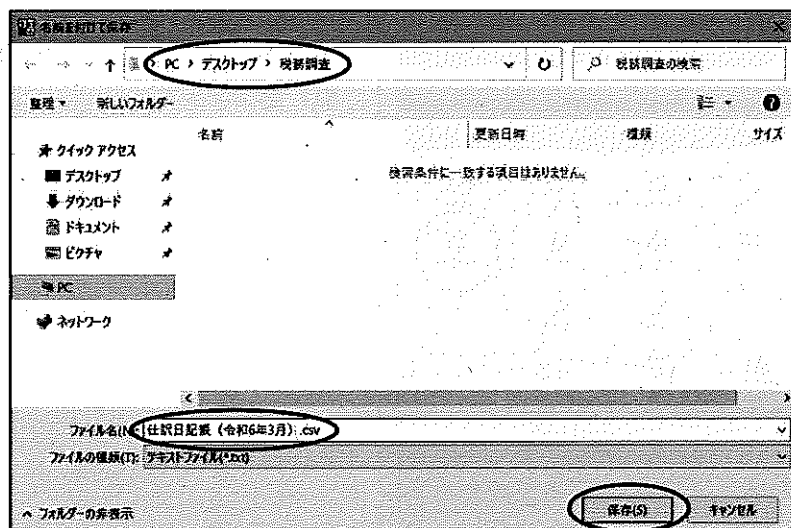 名前を付けて保存
PC › デスクトップ › 税務調査
税務調査の検索
整理 新しいフォルダー
名前 更新日時 種類 サイズ
クイック アクセス
検索条件に一致する項目はありません。
デスクトップ
ダウンロード
ドキュメント
ピクチャ
PC
ネットワーク
ファイル名(N): 仕訳日記帳（令和6年3月）.csv
ファイルの種類(T): テキストファイル(*.txt)
フォルダーの非表示 保存(S) キャンセル